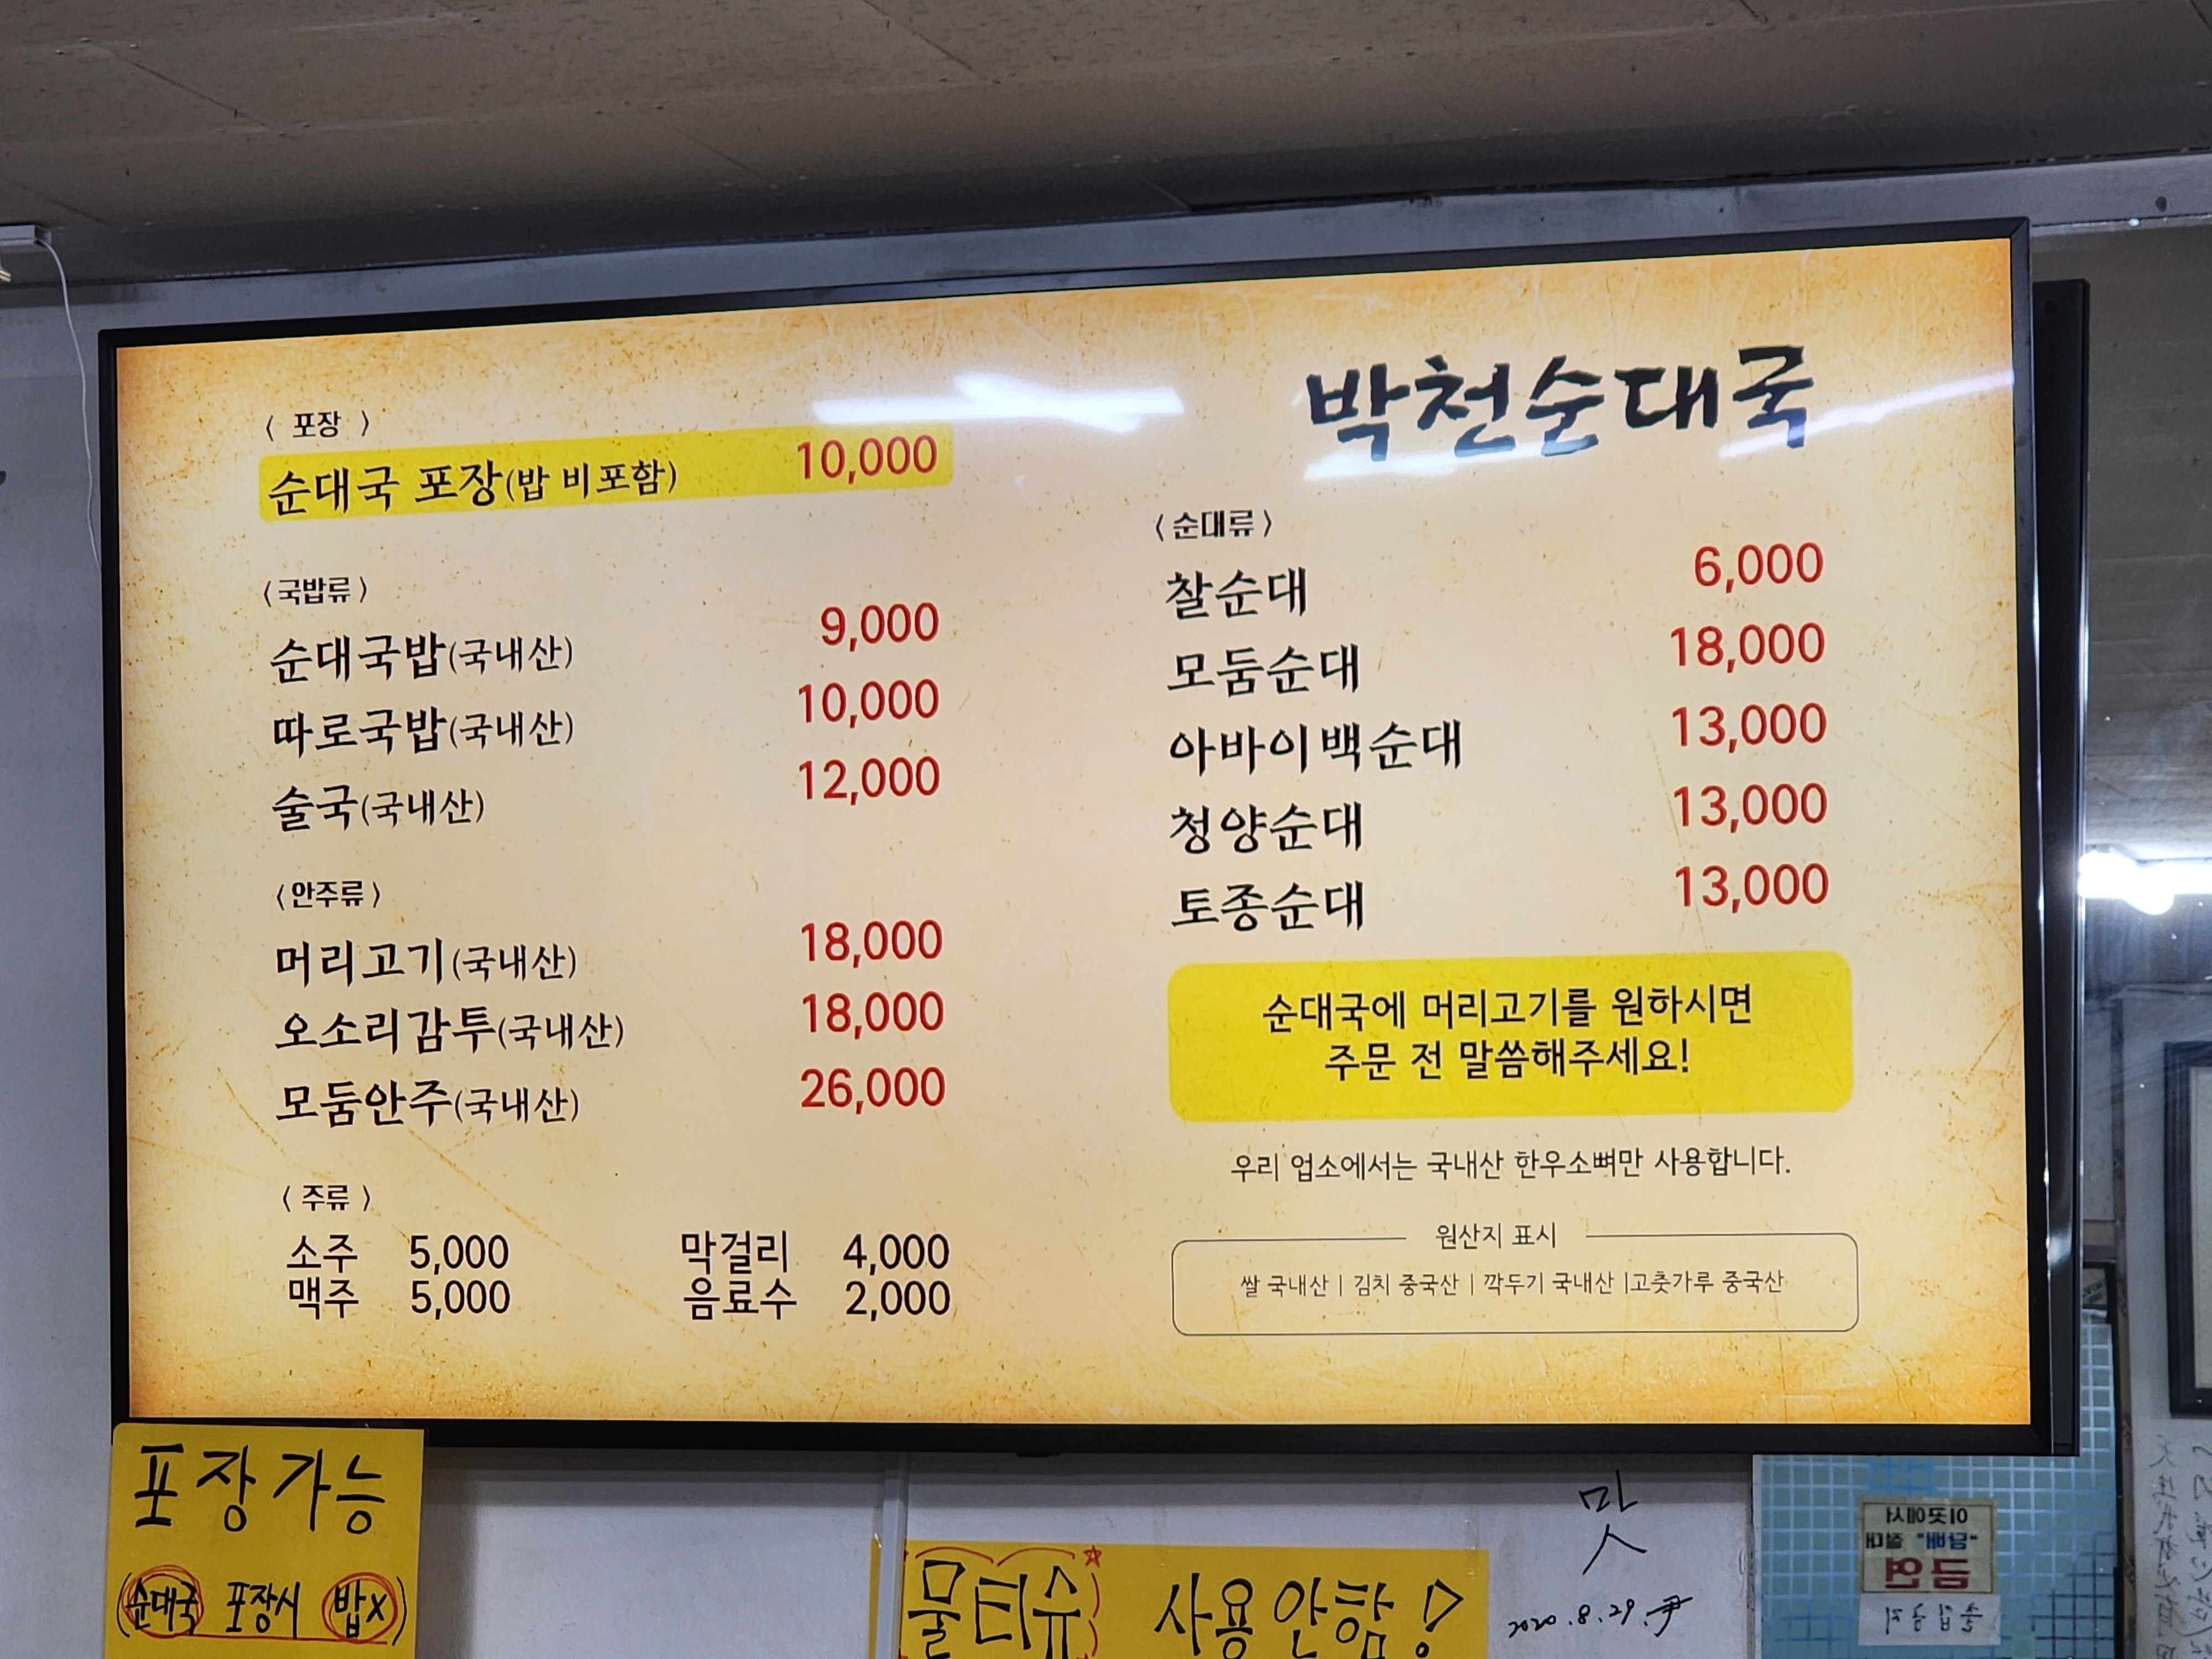 〈 포장 〉
순대국 포장(밥 비포함) 10,000
〈국밥류〉
순대국밥(국내산) 9,000
따로국밥(국내산) 10,000
술국(국내산) 12,000
〈안주류〉
머리고기(국내산) 18,000
오소리감투(국내산) 18,000
모둠안주(국내산) 26,000
〈 주류 〉
소주 5,000 막걸리 4,000
맥주 5,000 음료수 2,000
박천순대국
〈순대류〉
찰순대 6,000
모둠순대 18,000
아바이백순대 13,000
청양순대 13,000
토종순대 13,000
순대국에 머리고기를 원하시면
주문 전 말씀해주세요!
우리 업소에서는 국내산 한우소뼈만 사용합니다.
원산지 표시
쌀 국내산 | 김치 중국산 | 깍두기 국내산 |고춧가루 중국산
포장가능
(순대국 포장시 밥X)
물티슈 사용안함!
맛
2020.8.29.尹
이곳에서
"담배" 절대
금연